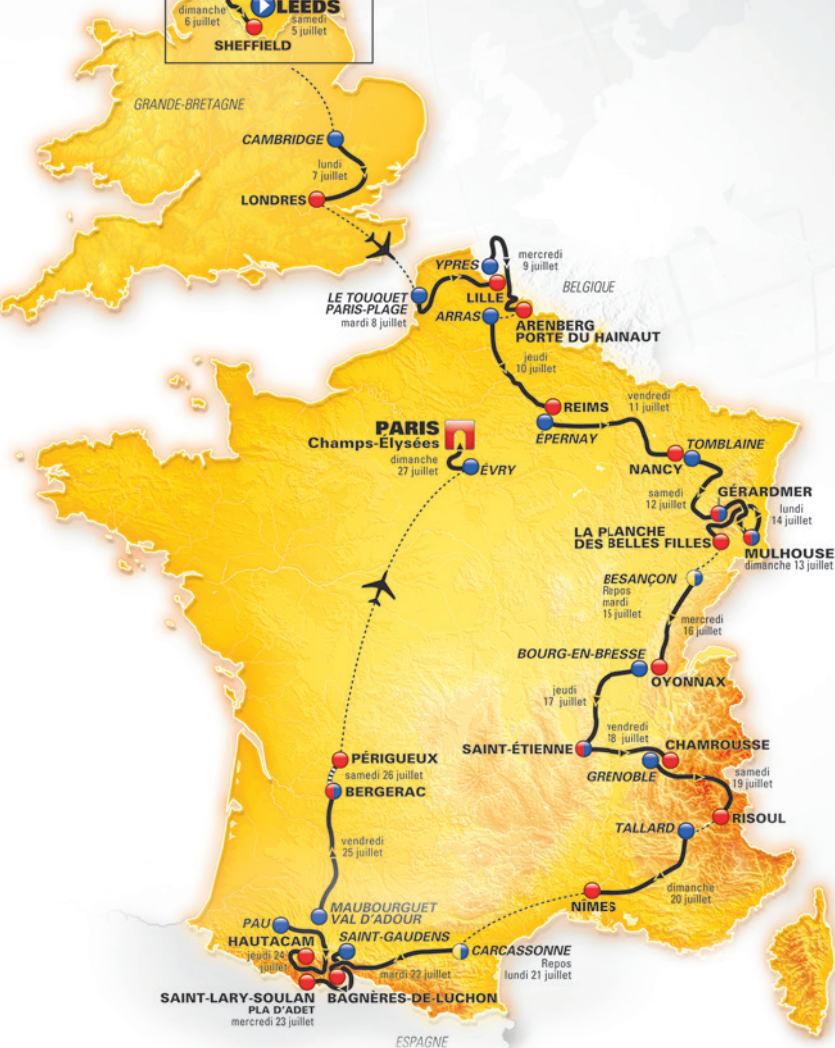 dimanche
6 juillet
LEEDS
samedi
5 juillet
SHEFFIELD
GRANDE-BRETAGNE
CAMBRIDGE
lundi
7 juillet
LONDRES
YPRES
mercredi
9 juillet
BELGIQUE
LILLE
LE TOUQUET
PARIS-PLAGE
mardi 8 juillet
ARRAS
ARENBERG
PORTE DU HAINAUT
jeudi
10 juillet
REIMS
vendredi
11 juillet
PARIS
Champs-Élysées
dimanche
27 juillet
ÉVRY
ÉPERNAY
NANCY
TOMBLAINE
samedi
12 juillet
GÉRARDMER
lundi
14 juillet
LA PLANCHE
DES BELLES FILLES
MULHOUSE
dimanche 13 juillet
BESANÇON
Repos
mardi
15 juillet
mercredi
16 juillet
BOURG-EN-BRESSE
OYONNAX
jeudi
17 juillet
SAINT-ÉTIENNE
vendredi
18 juillet
CHAMROUSSE
GRENOBLE
samedi
19 juillet
RISOUL
TALLARD
dimanche
20 juillet
NÎMES
PÉRIGUEUX
samedi 26 juillet
BERGERAC
vendredi
25 juillet
MAUBOURGUET
VAL D'ADOUR
PAU
SAINT-GAUDENS
HAUTACAM
jeudi 24
juillet
CARCASSONNE
Repos
lundi 21 juillet
mardi 22 juillet
SAINT-LARY-SOULAN
PLA D'ADET
mercredi 23 juillet
BAGNÈRES-DE-LUCHON
ESPAGNE